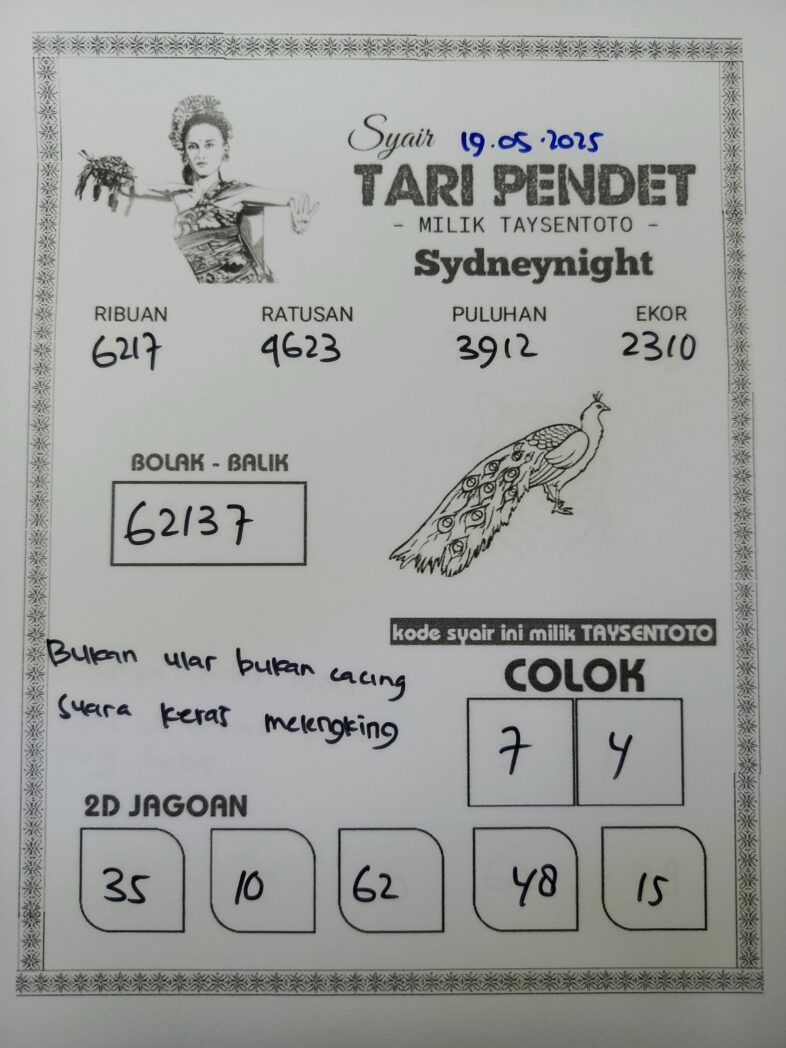 Syair 19.05.2025
TARI PENDET
- MILIK TAYSENTOTO -
Sydneynight
RIBUAN RATUSAN PULUHAN EKOR
6217 9623 3912 2310
BOLAK - BALIK
62137
kode syair ini milik TAYSENTOTO
Bukan ular bukan cacing
suara keras melengking
COLOK
7 4
2D JAGOAN
35 10 62 48 15